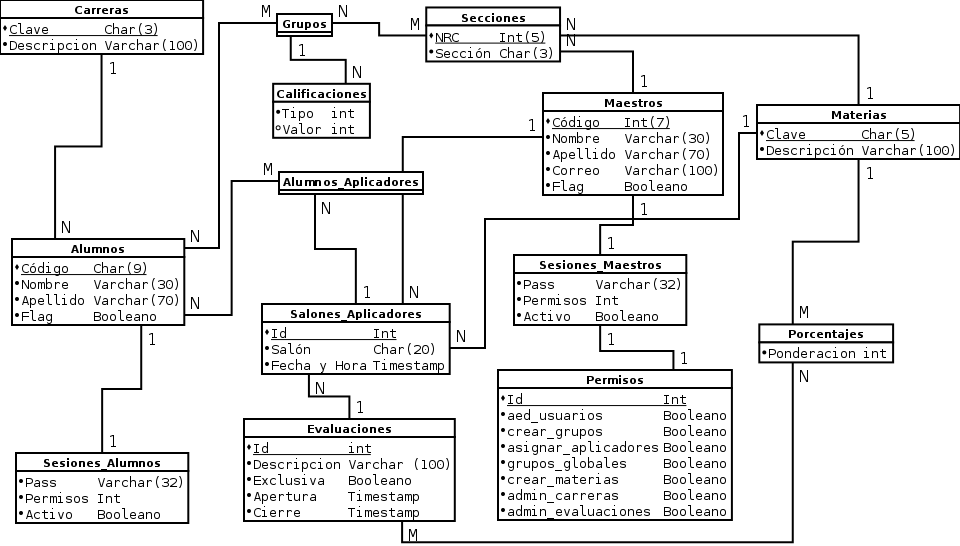 Carreras
Clave Char(3)
Descripcion Varchar(100)
1
N
M
Grupos
N
M
1
N
Calificaciones
Tipo int
Valor int
Secciones
NRC Int(5)
Sección Char(3)
N
N
1
1
Maestros
Código Int(7)
Nombre Varchar(30)
Apellido Varchar(70)
Correo Varchar(100)
Flag Booleano
1
1
Materias
Clave Char(5)
Descripción Varchar(100)
1
M
Alumnos_Aplicadores
N
1
N
Alumnos
Código Char(9)
Nombre Varchar(30)
Apellido Varchar(70)
Flag Booleano
N
N
1
1
Sesiones_Alumnos
Pass Varchar(32)
Permisos Int
Activo Booleano
Salones_Aplicadores
Id Int
Salón Char(20)
Fecha y Hora Timestamp
N
N
1
Evaluaciones
Id int
Descripcion Varchar (100)
Exclusiva Booleano
Apertura Timestamp
Cierre Timestamp
M
1
1
Sesiones_Maestro
Pass Varchar(32)
Permisos Int
Activo Booleano
1
1
Permisos
Id Int
aed_usuarios Booleano
crear_grupos Booleano
asignar_aplicadores Booleano
grupos_globales Booleano
crear_materias Booleano
admin_carreras Booleano
admin_evaluaciones Booleano
M
Porcentajes
Ponderacion int
N